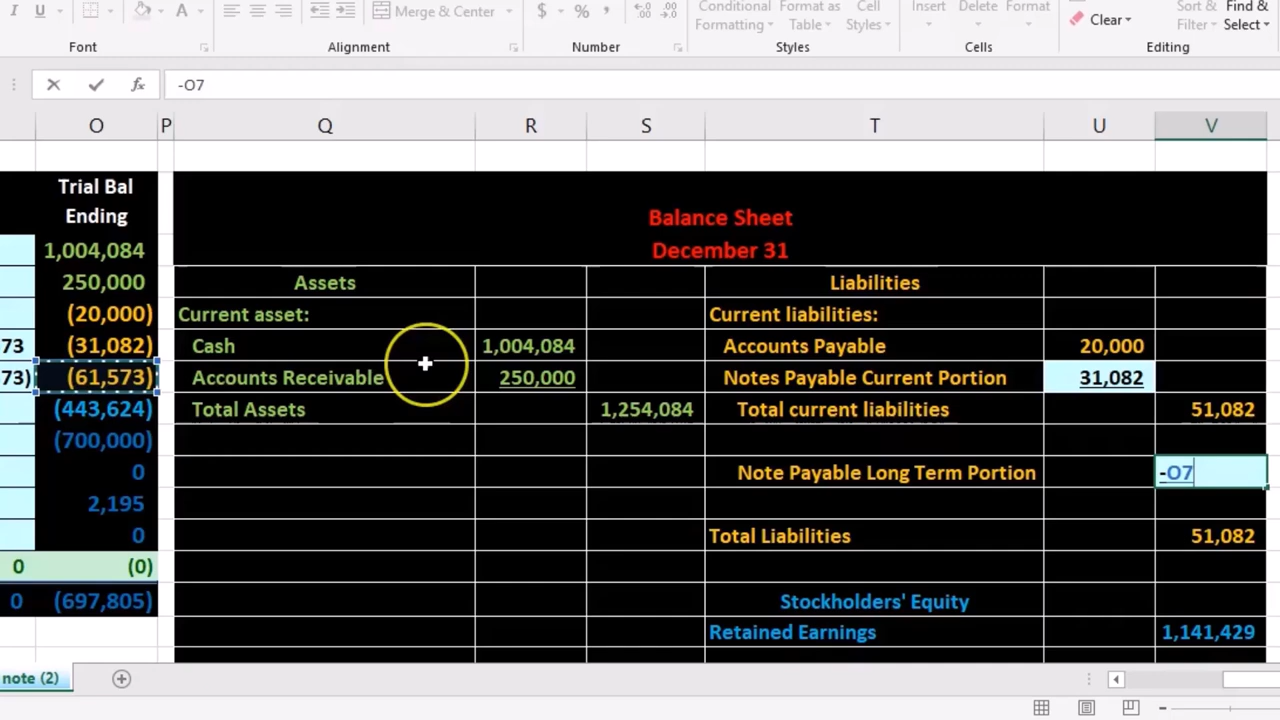 I U A Merge & Center $ % , Conditional Format as Cell Insert Delete Format Clear Sort & Find &
Formatting Table Styles Filter Select
Font Alignment Number Styles Cells Editing
fx -O7
O P Q R S T U V
Trial Bal
Ending
Balance Sheet
December 31
1,004,084
250,000 Assets Liabilities
(20,000) Current asset: Current liabilities:
73 (31,082) Cash 1,004,084 Accounts Payable 20,000
73) (61,573) Accounts Receivable 250,000 Notes Payable Current Portion 31,082
(443,624) Total Assets 1,254,084 Total current liabilities 51,082
(700,000)
0 Note Payable Long Term Portion -O7
2,195
0 Total Liabilities 51,082
0 (0)
0 (697,805) Stockholders' Equity
Retained Earnings 1,141,429
note (2)